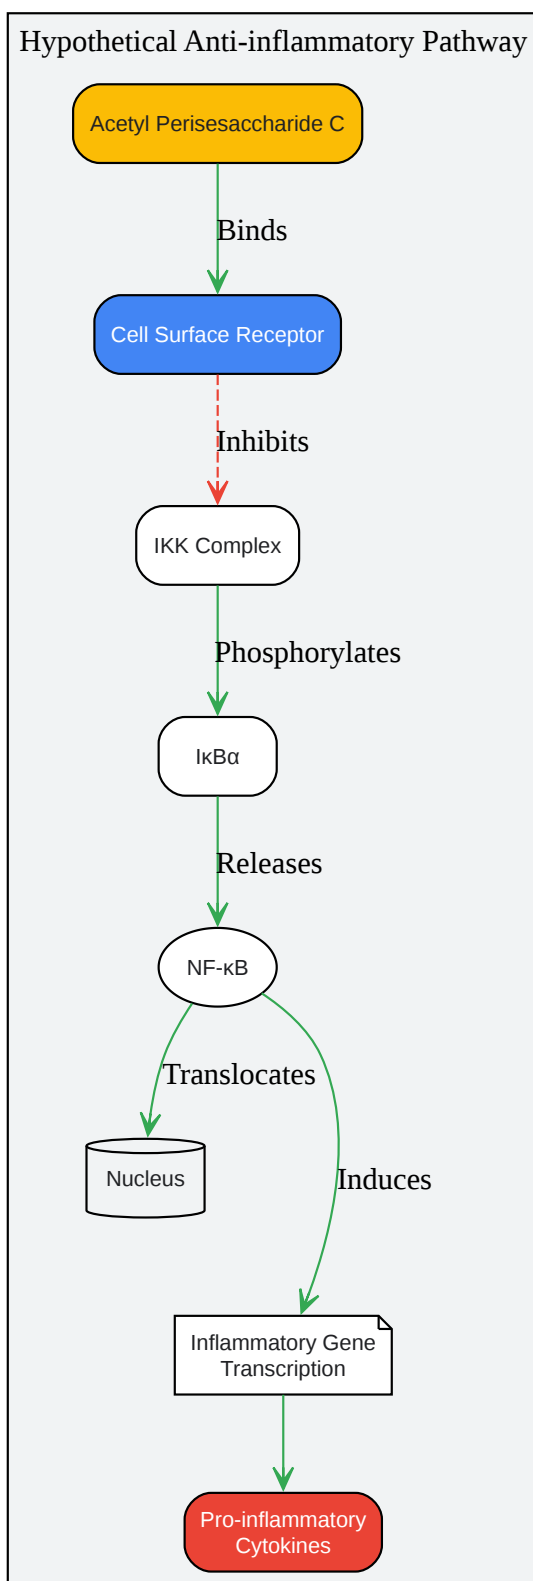 Hypothetical Anti-inflammatory Pathway
Acetyl Perisesaccharide C
Binds
Cell Surface Receptor
Inhibits
IKK Complex
Phosphorylates
IκBα
Releases
NF-κB
Translocates
Nucleus
Induces
Inflammatory Gene
Transcription
Pro-inflammatory
Cytokines